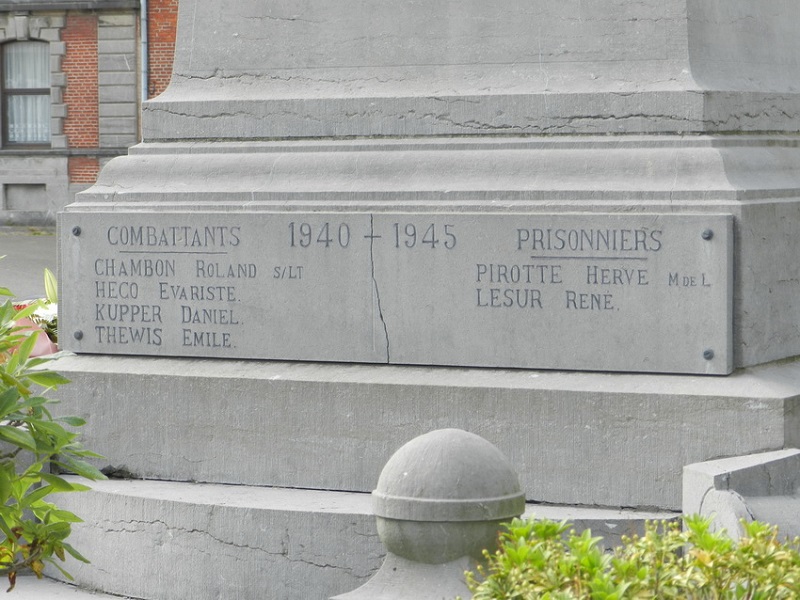 COMBATTANTS 1940 - 1945 PRISONNIERS
CHAMBON ROLAND S/LT
HECQ EVARISTE.
KUPPER DANIEL.
THEWIS EMILE.
PIROTTE HERVE M DE L
LESUR RENÉ.